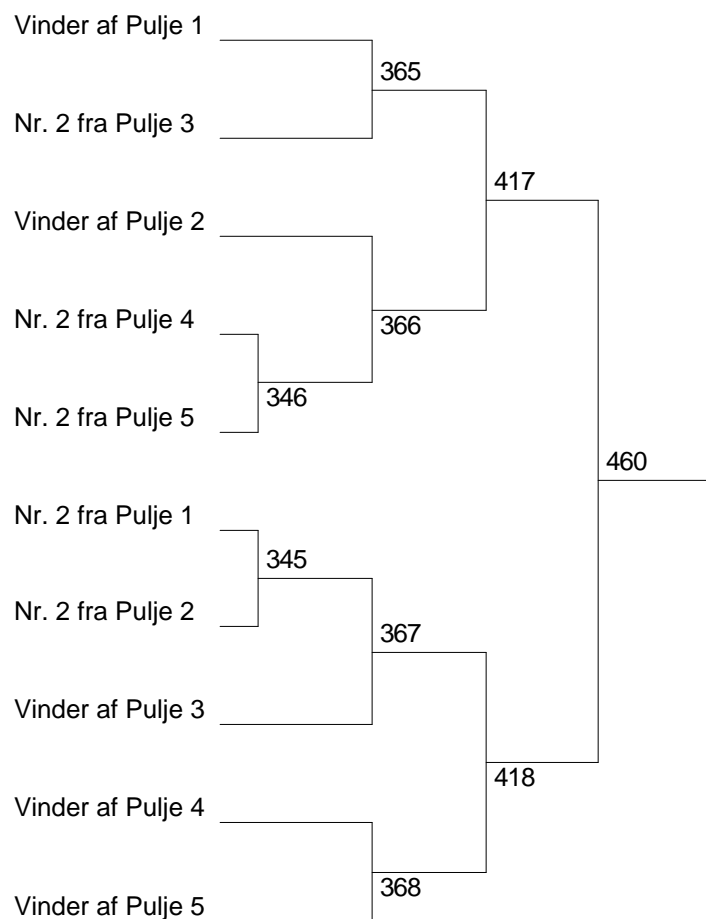 Vinder af Pulje 1
365
Nr. 2 fra Pulje 3
417
Vinder af Pulje 2
Nr. 2 fra Pulje 4
366
346
Nr. 2 fra Pulje 5
460
Nr. 2 fra Pulje 1
345
Nr. 2 fra Pulje 2
367
Vinder af Pulje 3
418
Vinder af Pulje 4
368
Vinder af Pulje 5